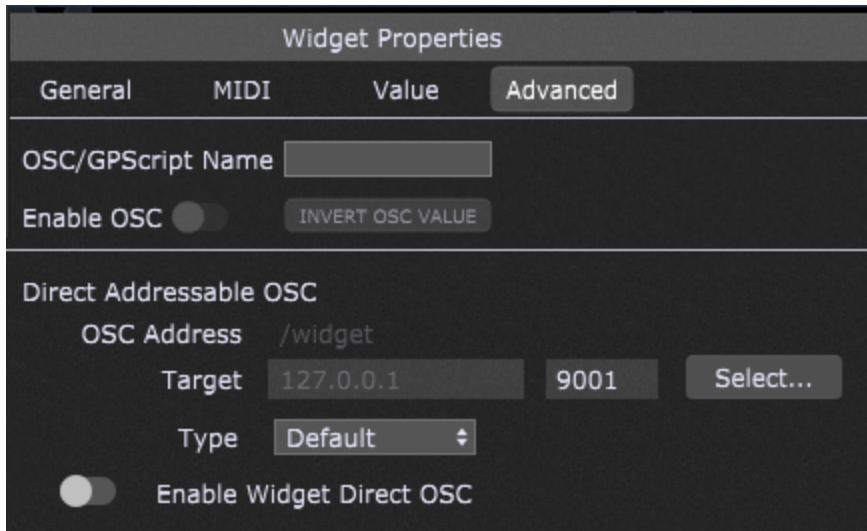 Widget Properties
General MIDI Value Advanced
OSC/GPScript Name
Enable OSC INVERT OSC VALUE
Direct Addressable OSC
OSC Address /widget
Target 127.0.0.1 9001 Select...
Type Default
Enable Widget Direct OSC